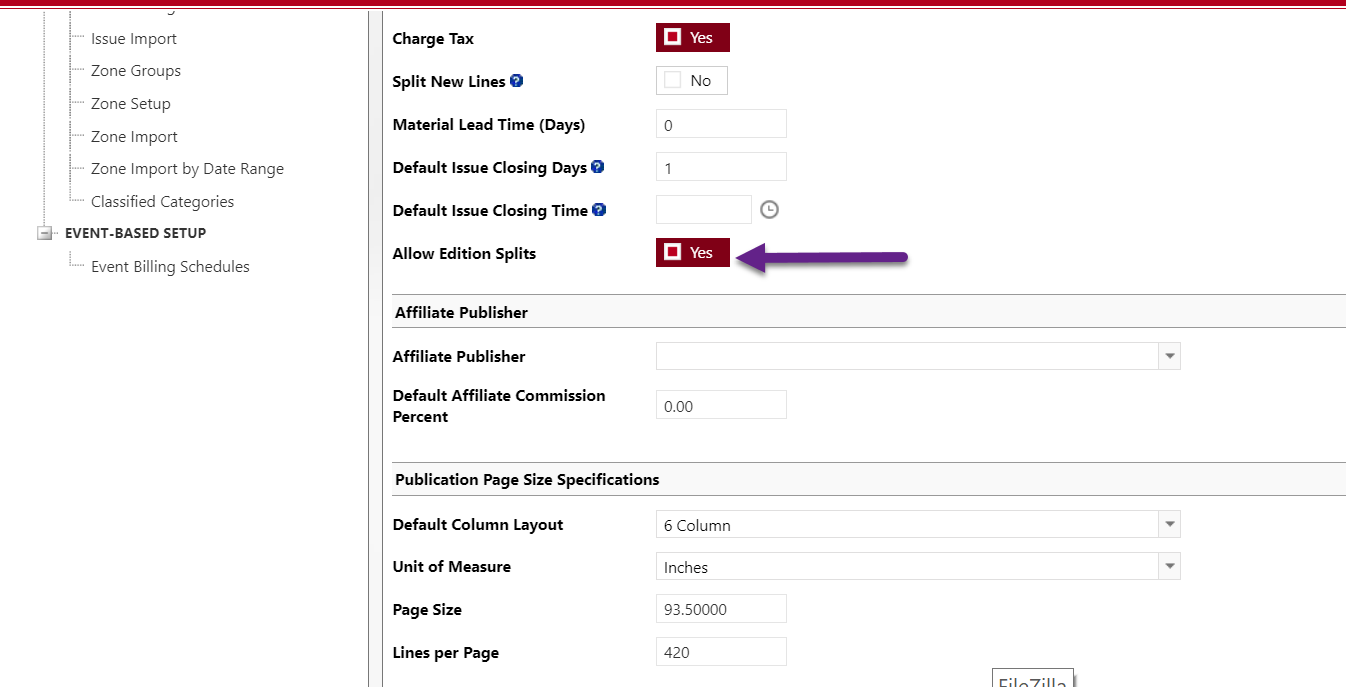 Issue Import
Zone Groups
Zone Setup
Zone Import
Zone Import by Date Range
Classified Categories
EVENT-BASED SETUP
Event Billing Schedules
Charge Tax Yes
Split New Lines ? No
Material Lead Time (Days) 0
Default Issue Closing Days ? 1
Default Issue Closing Time ?
Allow Edition Splits Yes
Affiliate Publisher
Affiliate Publisher
Default Affiliate Commission
Percent 0.00
Publication Page Size Specifications
Default Column Layout 6 Column
Unit of Measure Inches
Page Size 93.50000
Lines per Page 420
FileZilla